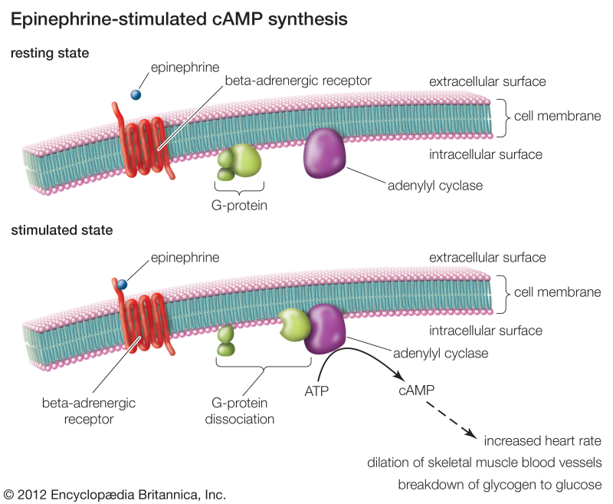 Epinephrine-stimulated cAMP synthesis
resting state
epinephrine
beta-adrenergic receptor
extracellular surface
cell membrane
intracellular surface
adenylyl cyclase
G-protein
stimulated state
epinephrine
extracellular surface
cell membrane
intracellular surface
adenylyl cyclase
beta-adrenergic
receptor
G-protein
dissociation
ATP
cAMP
increased heart rate
dilation of skeletal muscle blood vessels
breakdown of glycogen to glucose
© 2012 Encyclopædia Britannica, Inc.